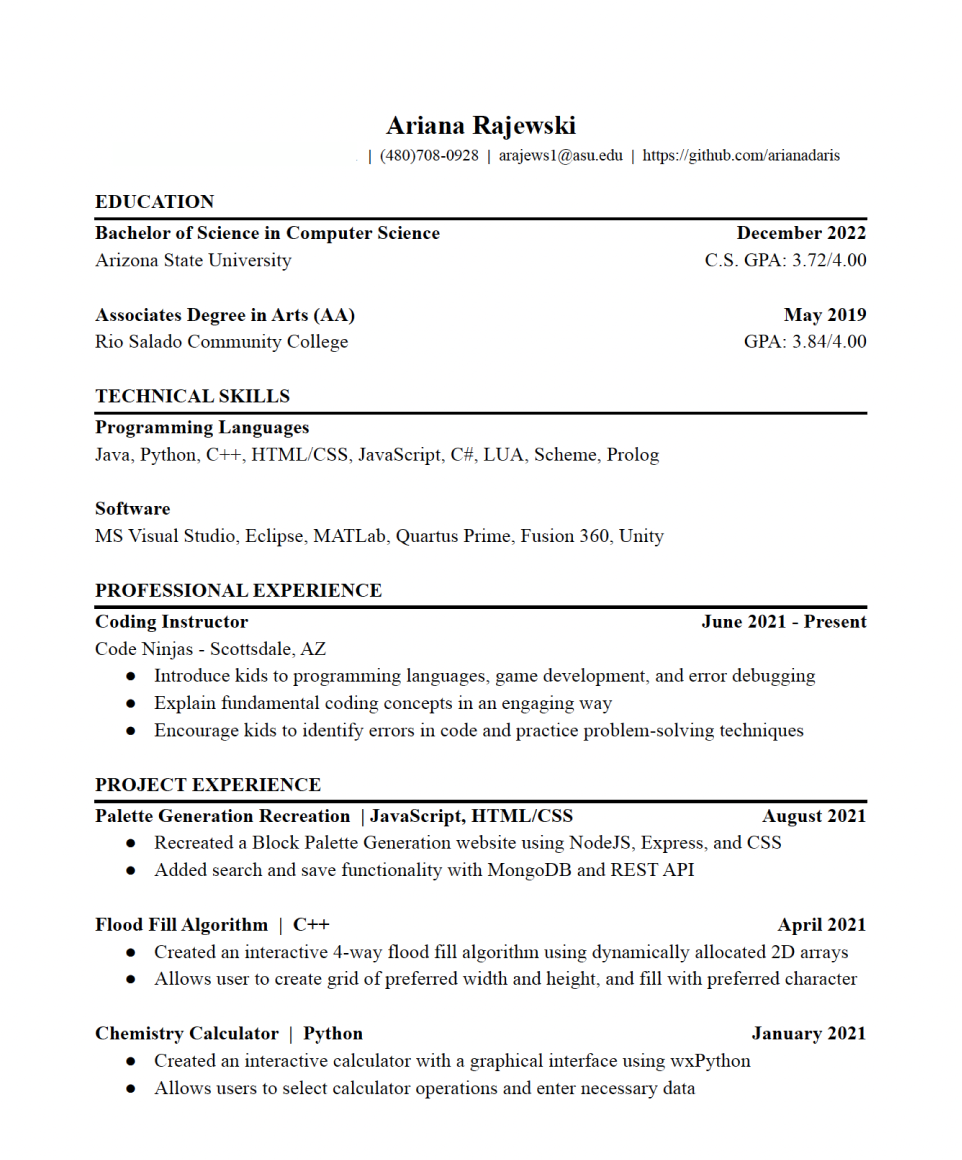 Ariana Rajewski
| (480)708-0928 | arajews1@asu.edu | https://github.com/arianadaris
EDUCATION
Bachelor of Science in Computer Science December 2022
Arizona State University C.S. GPA: 3.72/4.00
Associates Degree in Arts (AA) May 2019
Rio Salado Community College GPA: 3.84/4.00
TECHNICAL SKILLS
Programming Languages
Java, Python, C++, HTML/CSS, JavaScript, C#, LUA, Scheme, Prolog
Software
MS Visual Studio, Eclipse, MATLab, Quartus Prime, Fusion 360, Unity
PROFESSIONAL EXPERIENCE
Coding Instructor June 2021 - Present
Code Ninjas - Scottsdale, AZ
● Introduce kids to programming languages, game development, and error debugging
● Explain fundamental coding concepts in an engaging way
● Encourage kids to identify errors in code and practice problem-solving techniques
PROJECT EXPERIENCE
Palette Generation Recreation | JavaScript, HTML/CSS August 2021
● Recreated a Block Palette Generation website using NodeJS, Express, and CSS
● Added search and save functionality with MongoDB and REST API
Flood Fill Algorithm | C++ April 2021
● Created an interactive 4-way flood fill algorithm using dynamically allocated 2D arrays
● Allows user to create grid of preferred width and height, and fill with preferred character
Chemistry Calculator | Python January 2021
● Created an interactive calculator with a graphical interface using wxPython
● Allows users to select calculator operations and enter necessary data